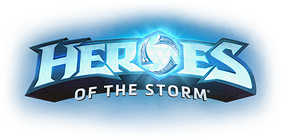 HEROES
OF THE STORM®